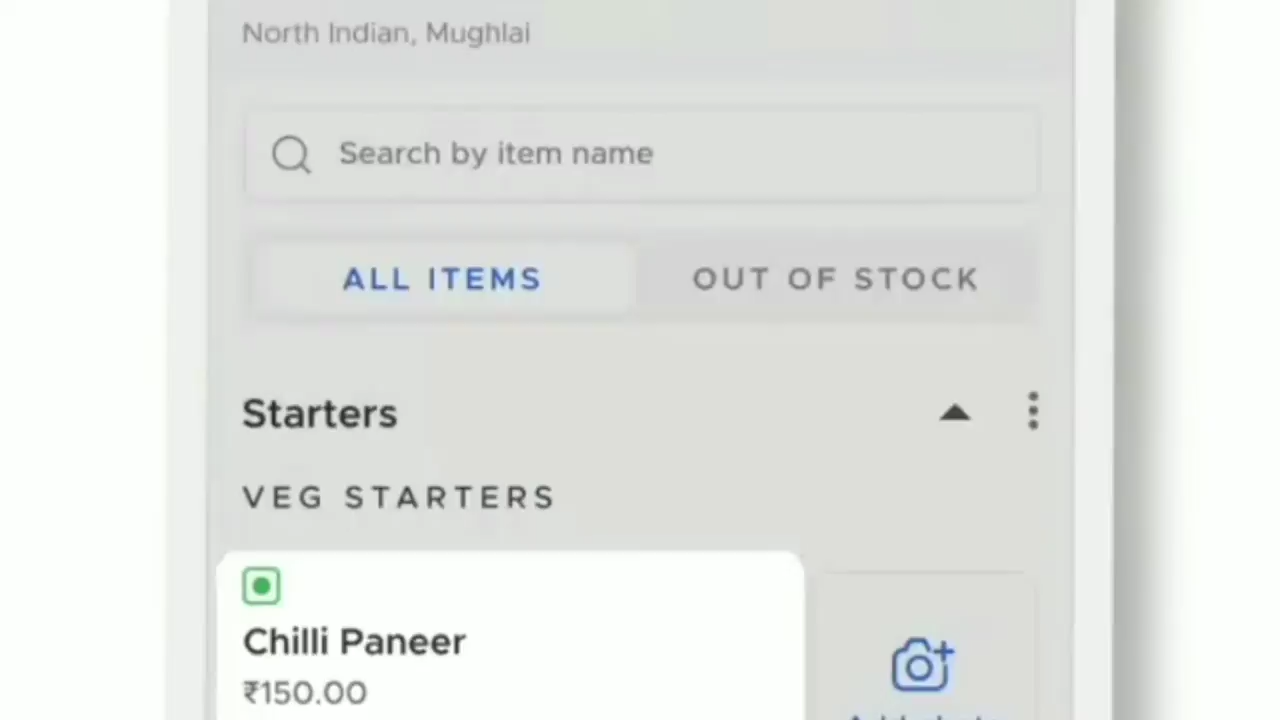 North Indian, Mughlai
Search by item name
ALL ITEMS
OUT OF STOCK
Starters
VEG STARTERS
Chilli Paneer
₹150.00